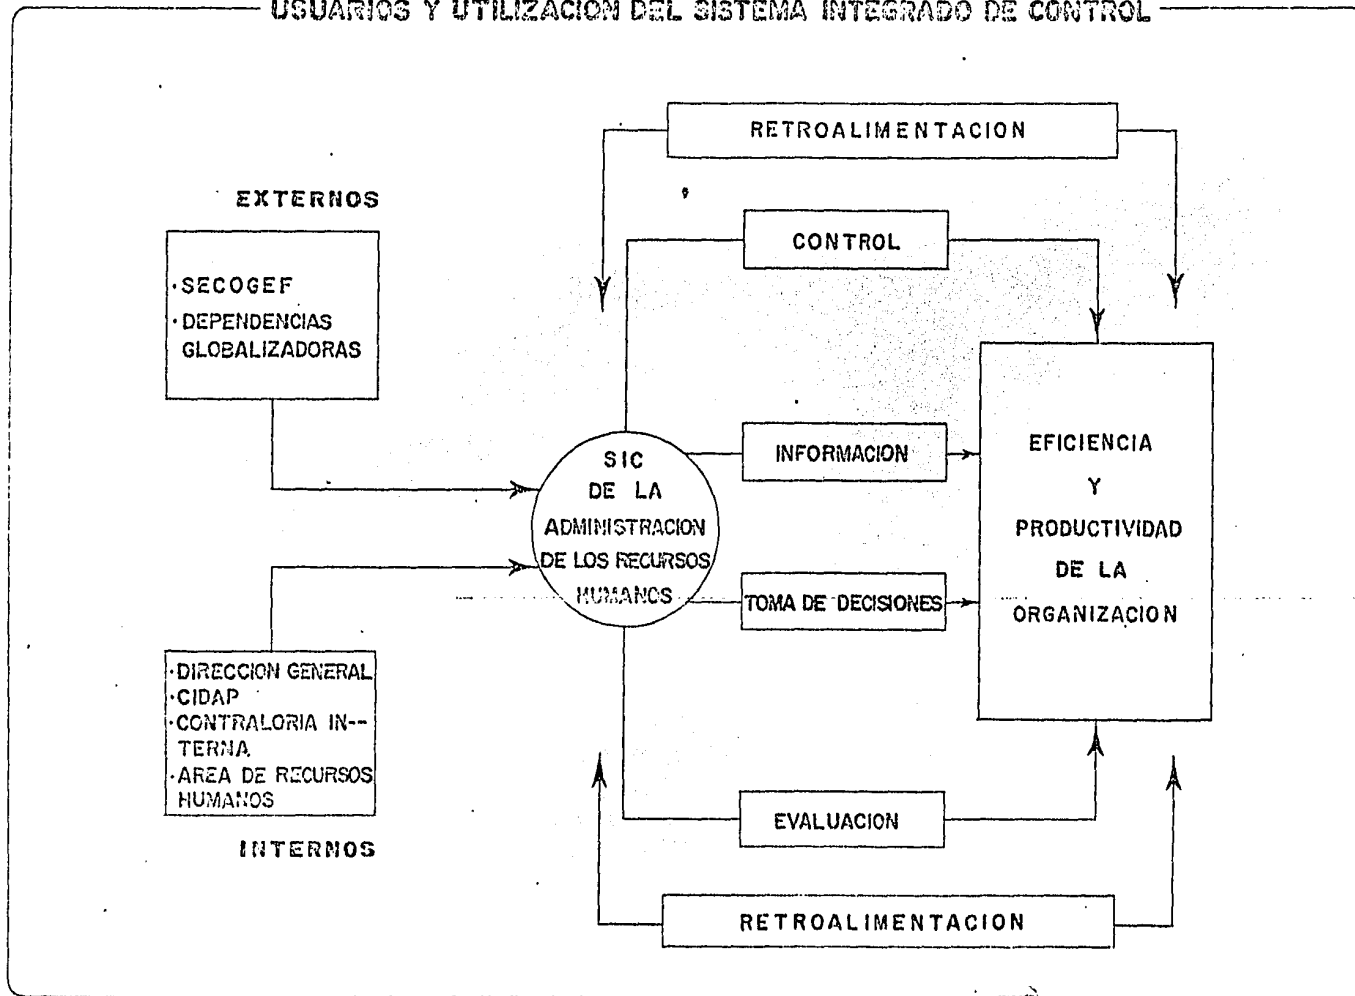 USUARIOS Y UTILIZACION DEL SISTEMA INTEGRADO DE CONTROL
RETROALIMENTACION
EXTERNOS
CONTROL
·SECOGEF
·DEPENDENCIAS
GLOBALIZADORAS
SIC
DE LA
ADMINISTRACION
DE LOS RECURSOS
HUMANOS
INFORMACION
TOMA DE DECISIONES
EFICIENCIA
Y
PRODUCTIVIDAD
DE LA
ORGANIZACION
·DIRECCION GENERAL
·CIDAP
·CONTRALORIA IN--
TERNA
·AREA DE RECURSOS
HUMANOS
INTERNOS
EVALUACION
RETROALIMENTACION